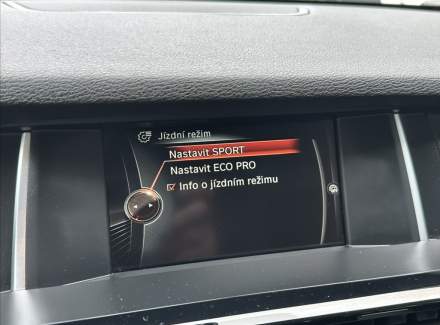 Jízdní režim
Nastavit SPORT
Nastavit ECO PRO
Info o jízdním režimu